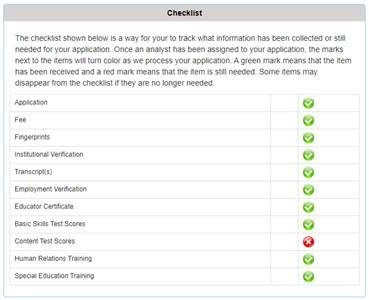 Checklist
The checklist shown below is a way for your to track what information has been collected or still
needed for your application. Once an analyst has been assigned to your application, the marks
next to the items will turn color as we process your application. A green mark means that the item
has been received and a red mark means that the item is still needed. Some items may
disappear from the checklist if they are no longer needed.
Application
Fee
Fingerprints
Institutional Verification
Transcript(s)
Employment Verification
Educator Certificate
Basic Skills Test Scores
Content Test Scores
Human Relations Training
Special Education Training